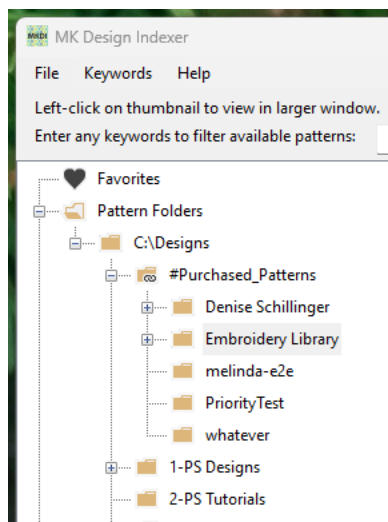 MKDI MK Design Indexer
File Keywords Help
Left-click on thumbnail to view in larger window.
Enter any keywords to filter available patterns:
Favorites
Pattern Folders
C:\Designs
#Purchased_Patterns
Denise Schillinger
Embroidery Library
melinda-e2e
PriorityTest
whatever
1-PS Designs
2-PS Tutorials